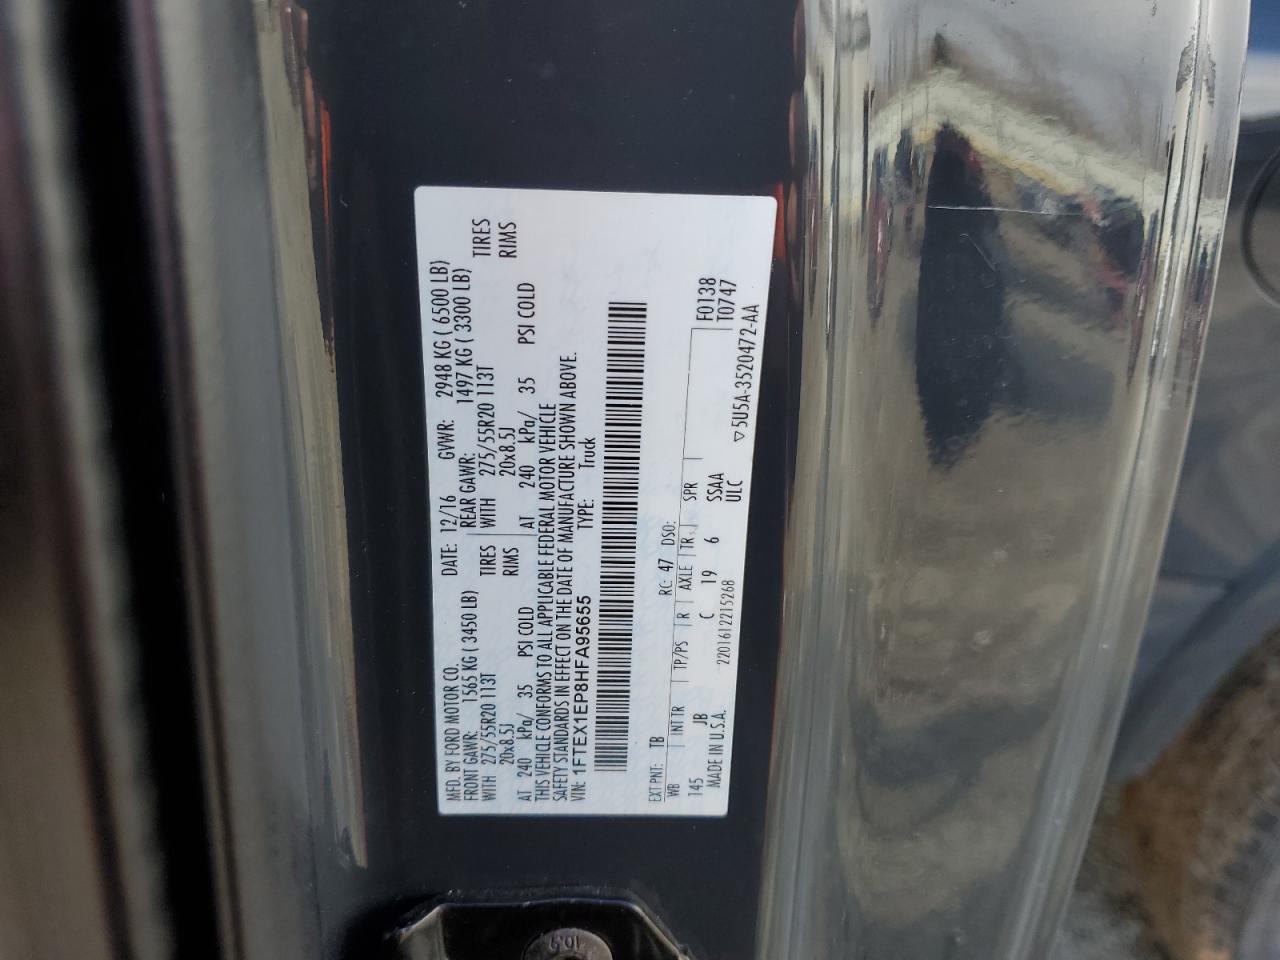 MFD. BY FORD MOTOR CO.
DATE: 12/16 GVWR: 2948 KG ( 6500 LB)
FRONT GAWR: 1565 KG ( 3450 LB) REAR GAWR: 1497 KG ( 3300 LB)
WITH 275/55R20 113T TIRES WITH 275/55R20 113T TIRES
20x8.5J RIMS 20x8.5J RIMS
AT 240 kPa/ 35 PSI COLD AT 240 kPa/ 35 PSI COLD
THIS VEHICLE CONFORMS TO ALL APPLICABLE FEDERAL MOTOR VEHICLE
SAFETY STANDARDS IN EFFECT ON THE DATE OF MANUFACTURE SHOWN ABOVE.
VIN: 1FTEX1EP8HFA95655 TYPE: Truck
EXT PNT: TB RC: 47 DSO:
WB INT TR TP/PS R AXLE TR SPR F0138
145 JB C 19 6 SSAA T0747
MADE IN U.S.A. 2201612215268 ULC
▽5U5A-3520472-AA
10.9